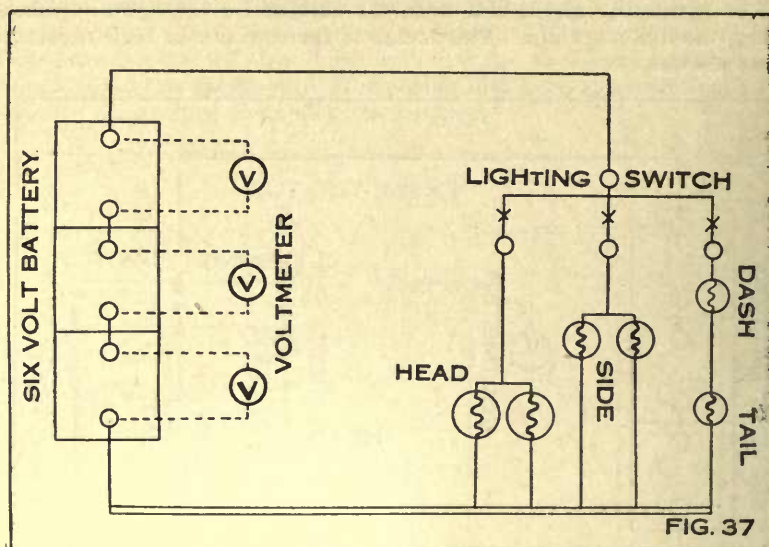 SIX VOLT BATTERY
V
V
V
VOLTMETER
LIGHTING SWITCH
HEAD
SIDE
DASH
TAIL
FIG. 37